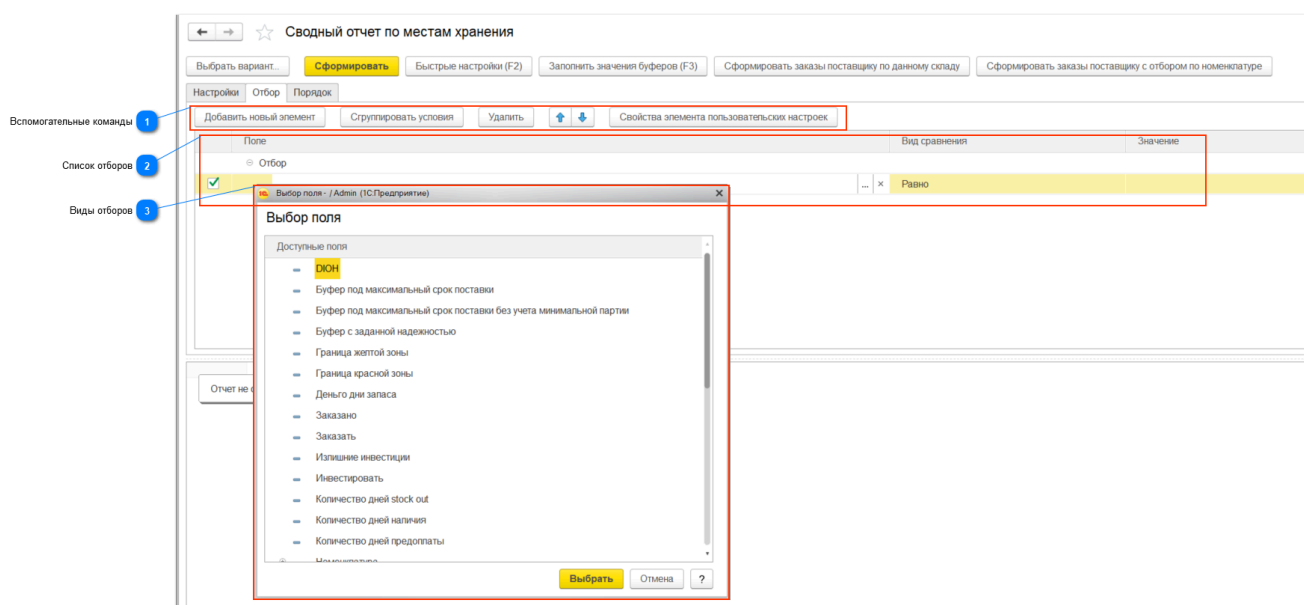 Сводный отчет по местам хранения
Выбрать вариант... Сформировать Быстрые настройки (F2) Заполнить значения буферов (F3) Сформировать заказы поставщику по данному складу Сформировать заказы поставщику с отбором по номенклатуре
Настройки Отбор Порядок
Вспомогательные команды 1 Добавить новый элемент Сгруппировать условия Удалить Свойства элемента пользовательских настроек
Поле Вид сравнения Значение
Список отборов 2 Отбор
... × Равно
Виды отборов 3 Выбор поля - / Admin (1С:Предприятие)
Выбор поля
Доступные поля
DIOH
Буфер под максимальный срок поставки
Буфер под максимальный срок поставки без учета минимальной партии
Буфер с заданной надежностью
Граница желтой зоны
Граница красной зоны
Деньго дни запаса
Отчет не с
Заказано
Заказать
Излишние инвестиции
Инвестировать
Количество дней stock out
Количество дней наличия
Количество дней предоплаты
Номенклатура
Выбрать Отмена ?